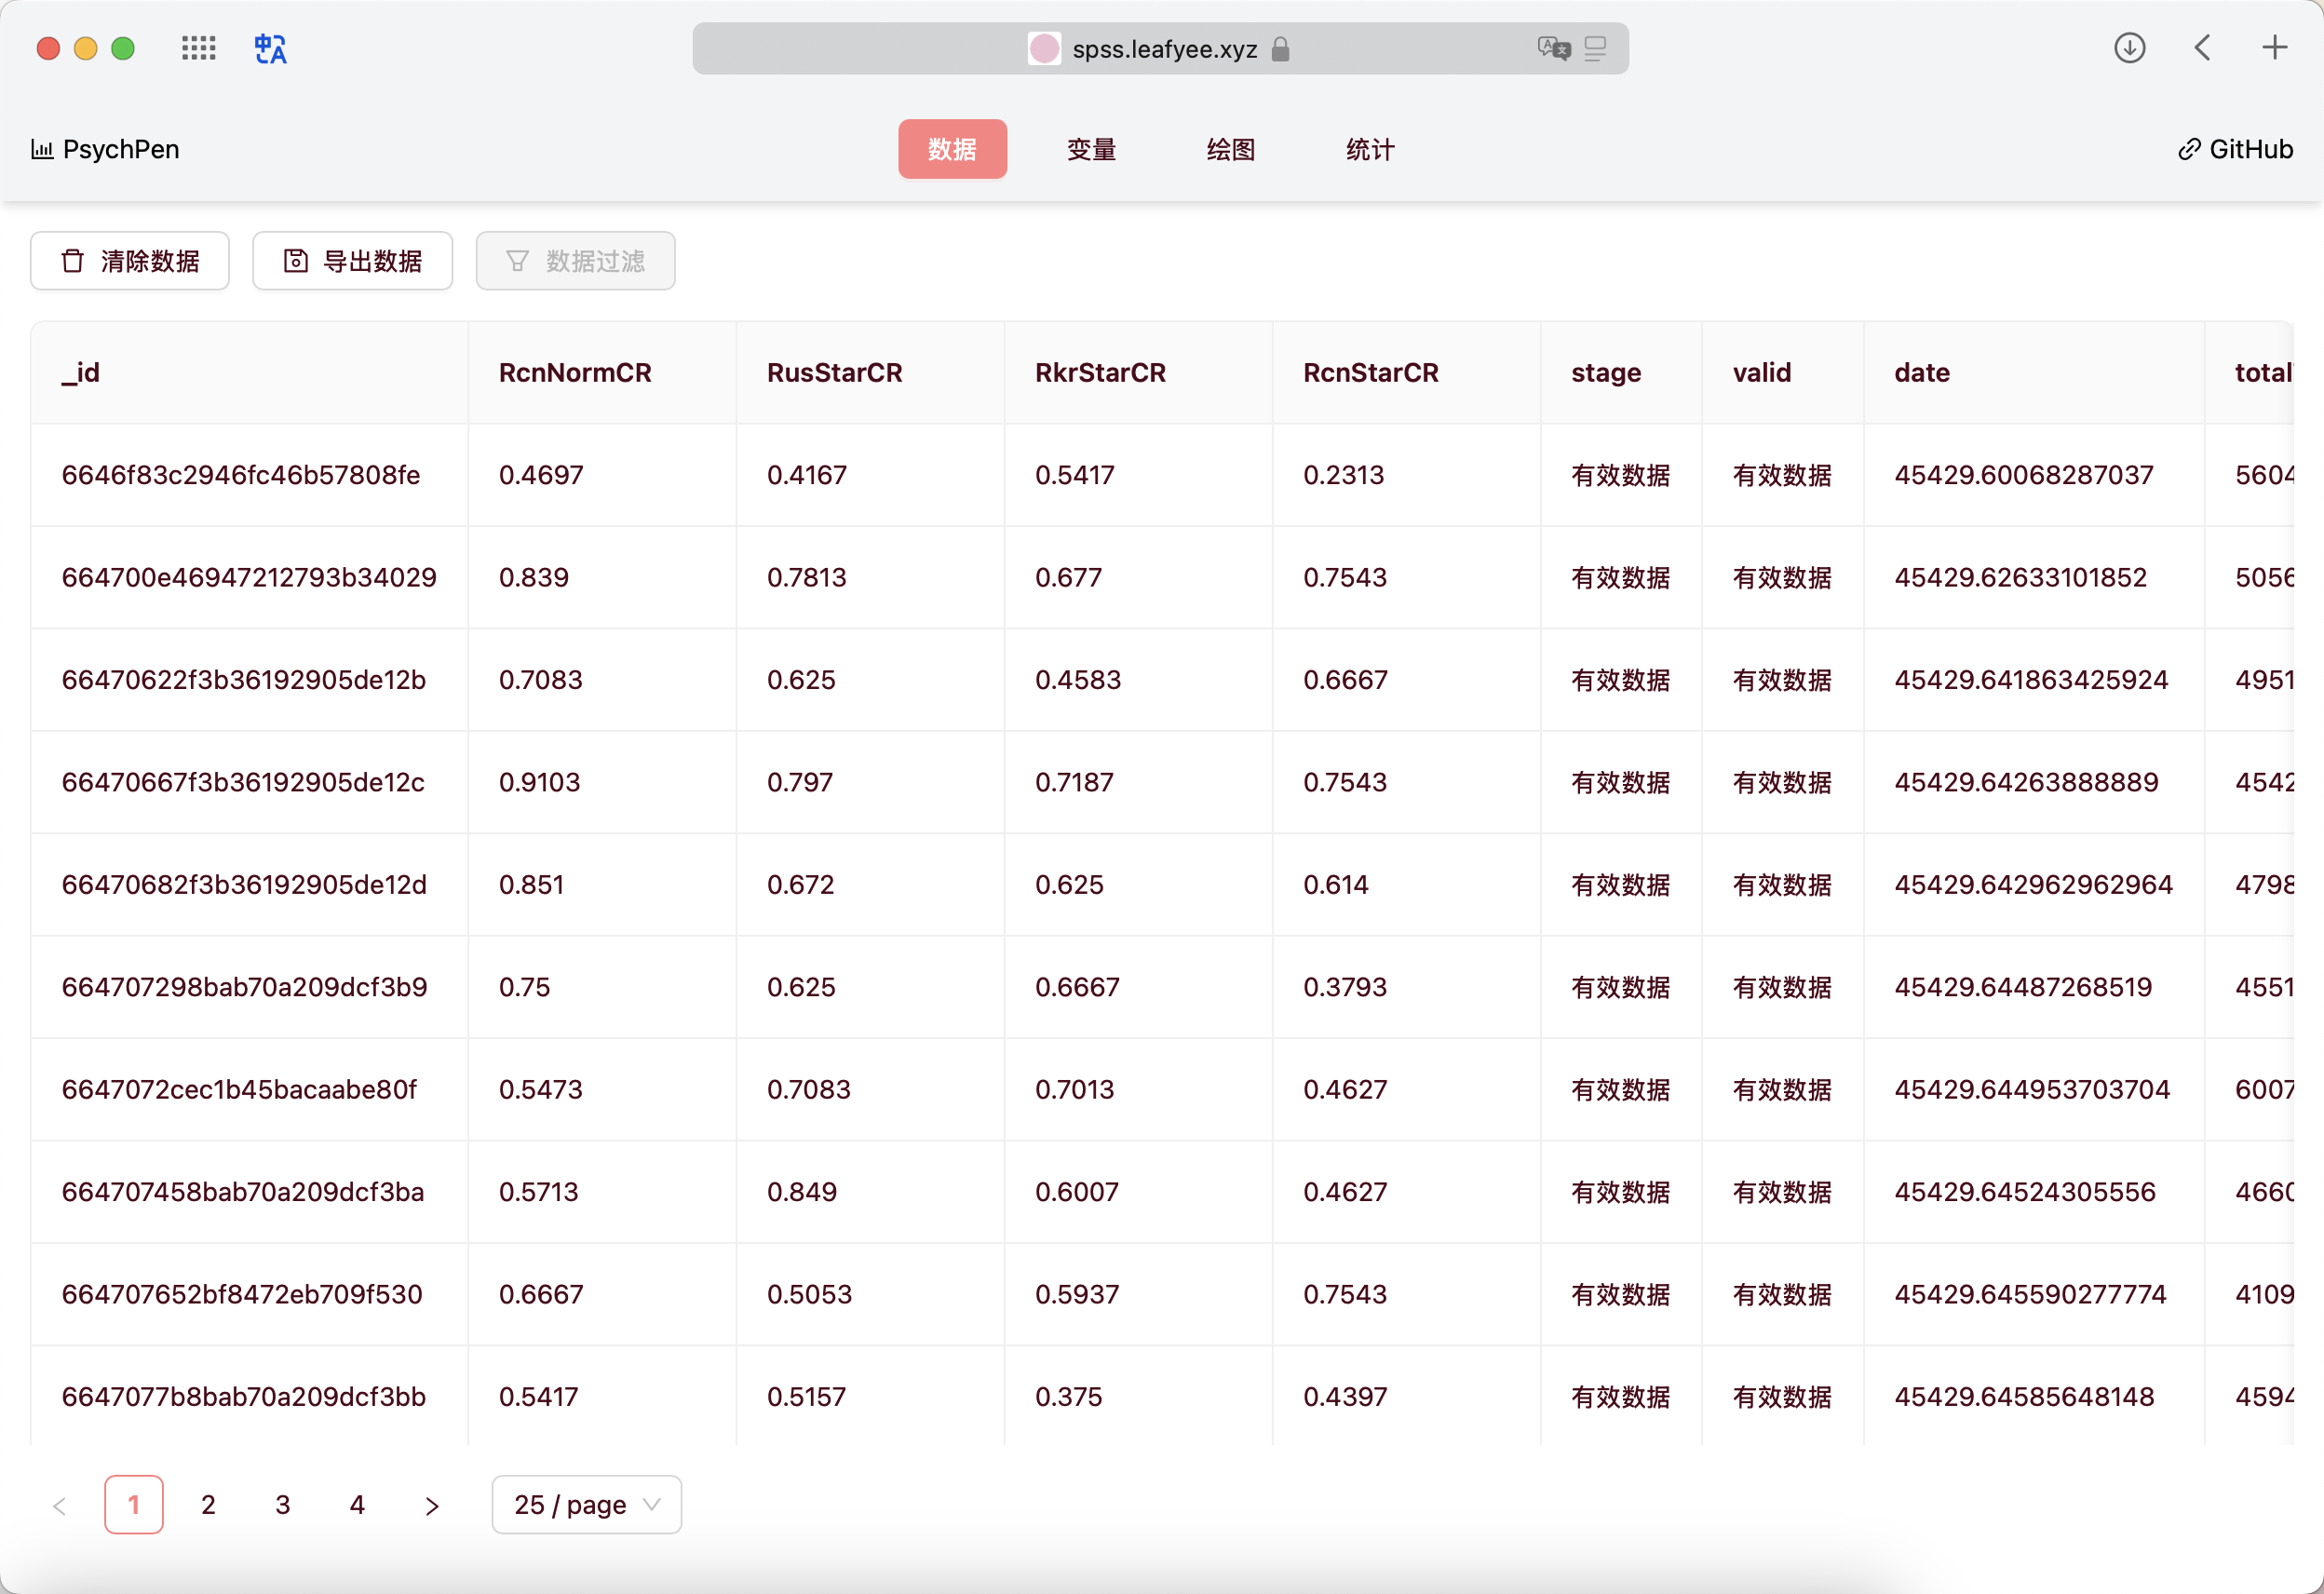 spss.leafyee.xyz
PsychPen 数据 变量 绘图 统计 GitHub
清除数据 导出数据 数据过滤
_id RcnNormCR RusStarCR RkrStarCR RcnStarCR stage valid date total
6646f83c2946fc46b57808fe 0.4697 0.4167 0.5417 0.2313 有效数据 有效数据 45429.60068287037 5604
664700e46947212793b34029 0.839 0.7813 0.677 0.7543 有效数据 有效数据 45429.62633101852 5056
66470622f3b36192905de12b 0.7083 0.625 0.4583 0.6667 有效数据 有效数据 45429.641863425924 4951
66470667f3b36192905de12c 0.9103 0.797 0.7187 0.7543 有效数据 有效数据 45429.64263888889 4542
66470682f3b36192905de12d 0.851 0.672 0.625 0.614 有效数据 有效数据 45429.642962962964 4798
664707298bab70a209dcf3b9 0.75 0.625 0.6667 0.3793 有效数据 有效数据 45429.64487268519 4551
6647072cec1b45bacaabe80f 0.5473 0.7083 0.7013 0.4627 有效数据 有效数据 45429.644953703704 6007
664707458bab70a209dcf3ba 0.5713 0.849 0.6007 0.4627 有效数据 有效数据 45429.64524305556 4660
664707652bf8472eb709f530 0.6667 0.5053 0.5937 0.7543 有效数据 有效数据 45429.645590277774 4109
6647077b8bab70a209dcf3bb 0.5417 0.5157 0.375 0.4397 有效数据 有效数据 45429.64585648148 4594
1 2 3 4 25 / page